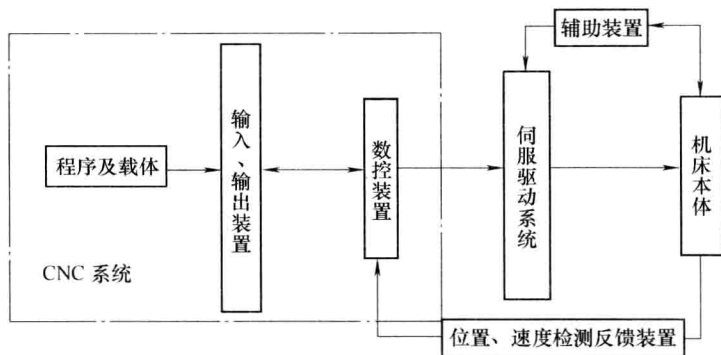 辅助装置
程序及载体
输入、输出装置
数控装置
伺服驱动系统
机床本体
CNC 系统
位置、速度检测反馈装置